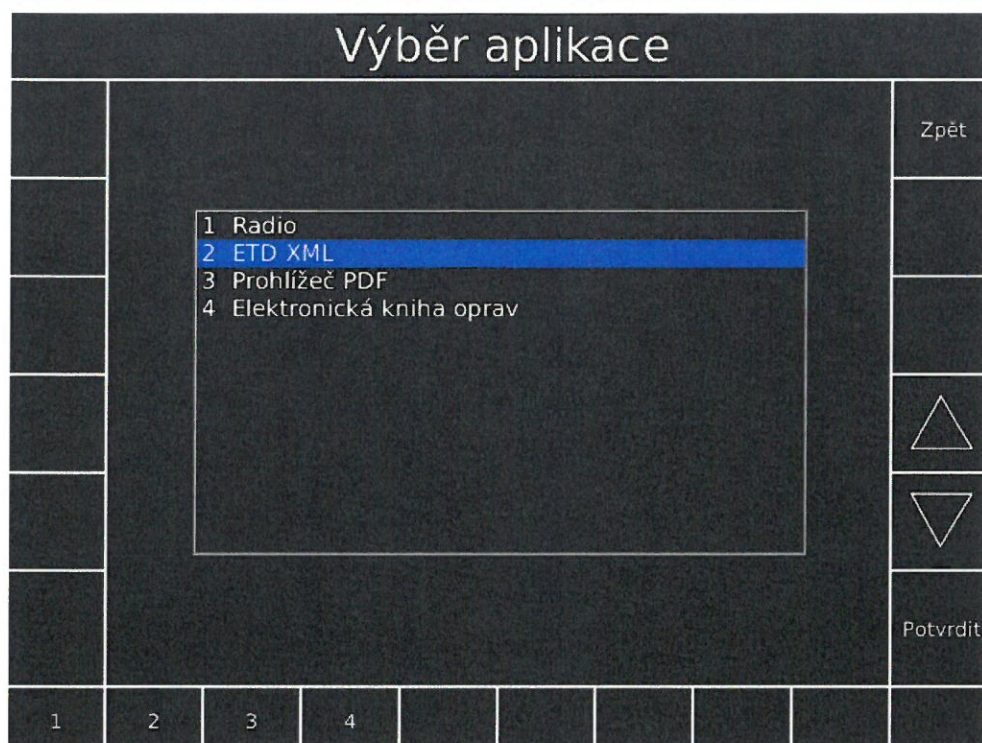 Výběr aplikace
Zpět
1 Radio
2 ETD XML
3 Prohlížeč PDF
4 Elektronická kniha oprav
Potvrdit
1 2 3 4